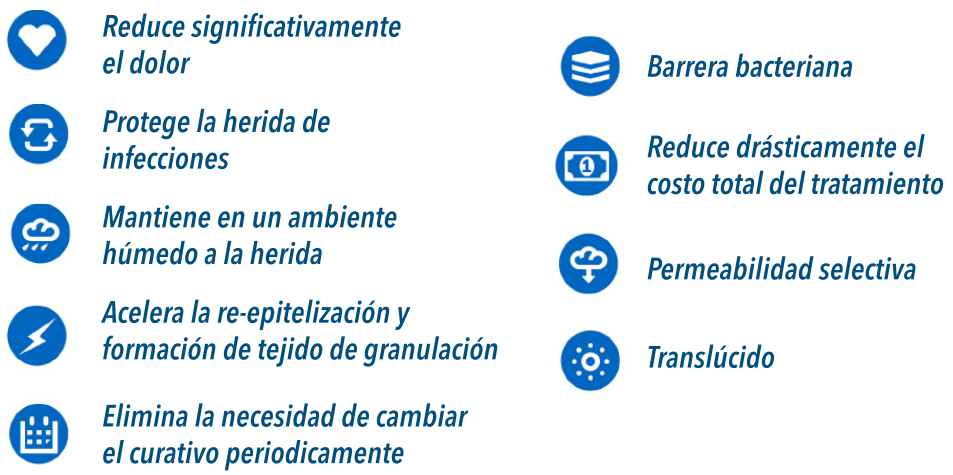 Reduce significativamente
el dolor
Protege la herida de
infecciones
Mantiene en un ambiente
húmedo a la herida
Acelera la re-epitelización y
formación de tejido de granulación
Elimina la necesidad de cambiar
el curativo periodicamente
Barrera bacteriana
1
Reduce drásticamente el
costo total del tratamiento
Permeabilidad selectiva
Translúcido